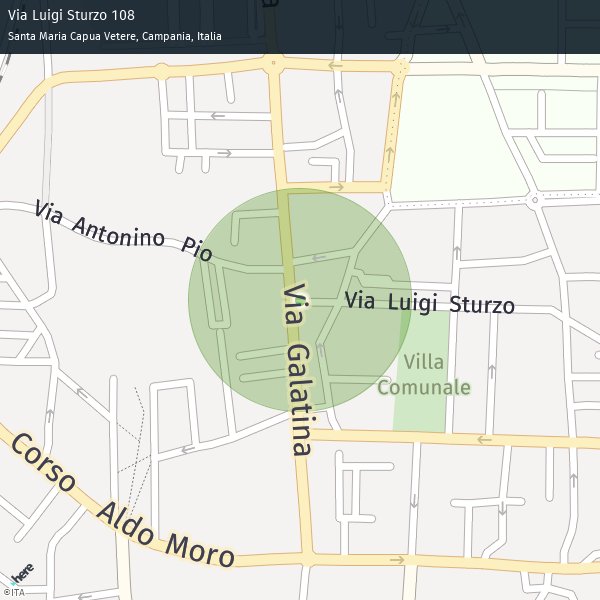 Via Luigi Sturzo 108
Santa Maria Capua Vetere, Campania, Italia
a
Via Antonino Pio
Via Luigi Sturzo
Via Galatina
Villa
Comunale
Corso Aldo Moro
here
©ITA